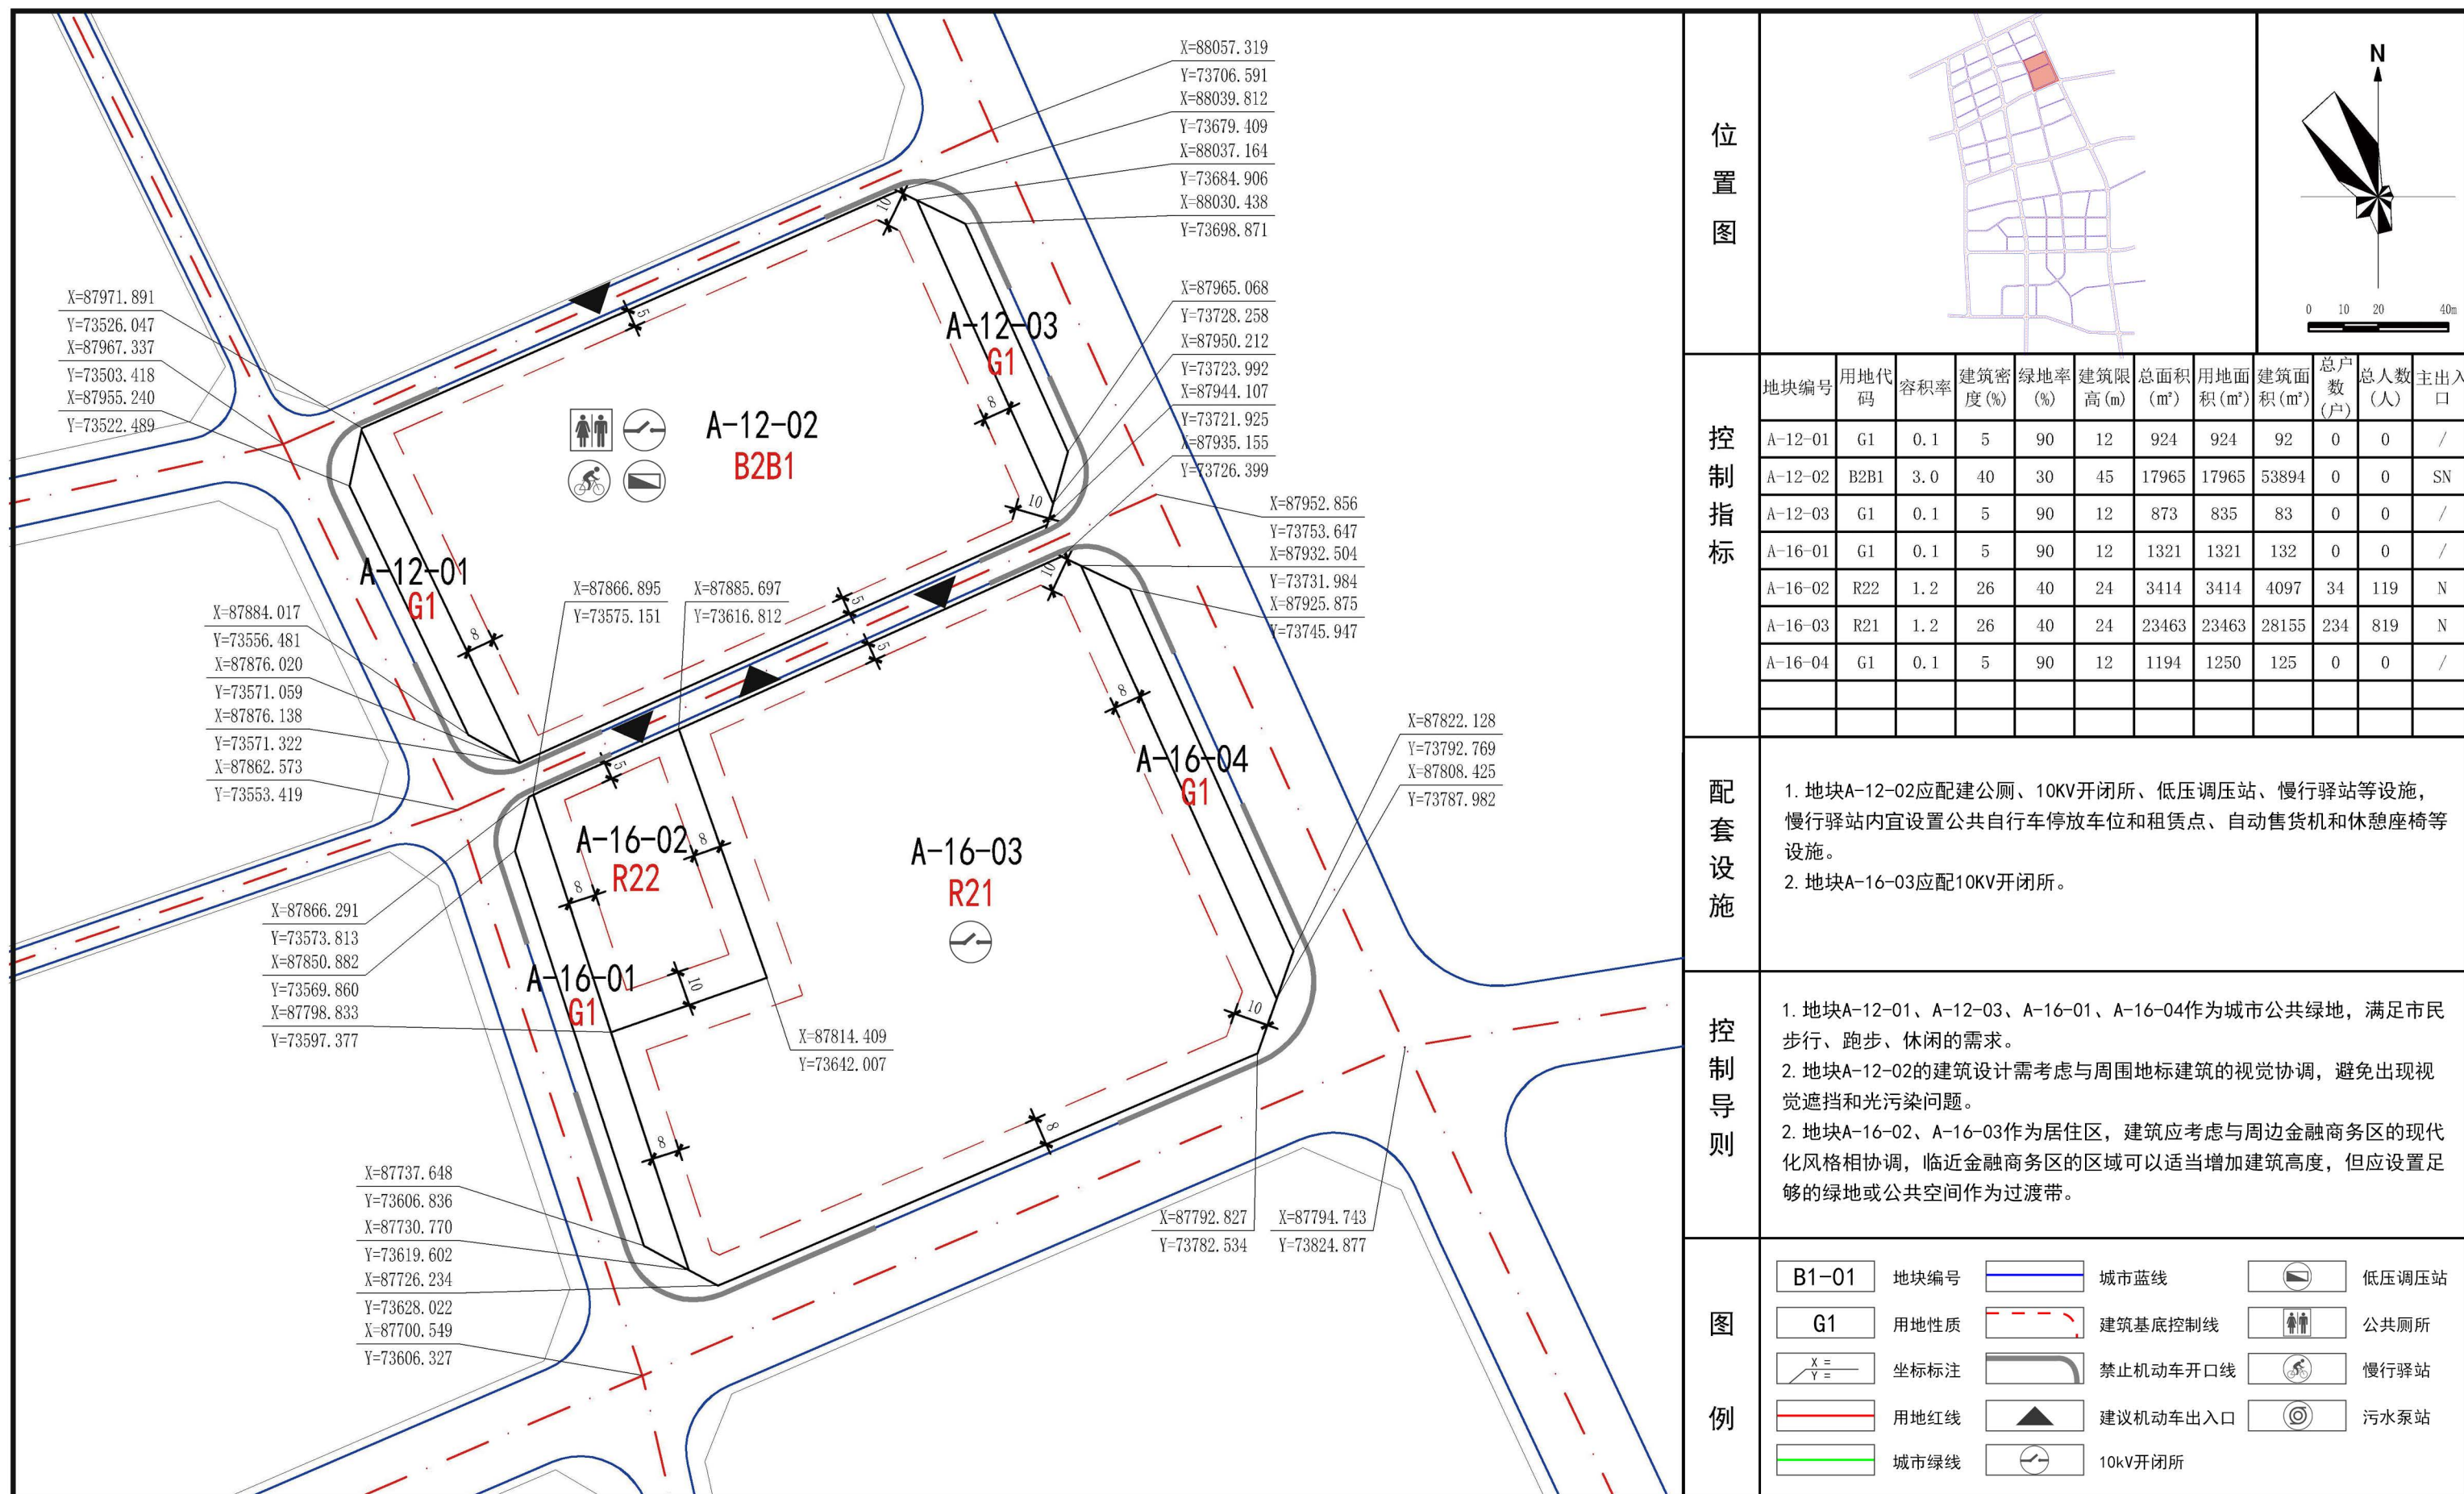 X=88057.319
Y=73706.591
X=88039.812
Y=73679.409
X=88037.164
Y=73684.906
X=88030.438
Y=73698.871
X=87971.891
Y=73526.047
X=87967.337
Y=73503.418
X=87955.240
Y=73522.489
X=87965.068
Y=73728.258
X=87950.212
Y=73723.992
X=87944.107
Y=73721.925
X=87935.155
Y=73726.399
X=87952.856
Y=73753.647
X=87932.504
Y=73731.984
X=87925.875
Y=73745.947
10
5
A-12-03
G1
8
A-12-02
B2B1
10
A-12-01
G1
8
X=87866.895
Y=73575.151
X=87885.697
Y=73616.812
5
5
10
X=87884.017
Y=73556.481
X=87876.020
Y=73571.059
X=87876.138
Y=73571.322
X=87862.573
Y=73553.419
8
A-16-04
G1
X=87822.128
Y=73792.769
X=87808.425
Y=73787.982
5
A-16-02
R22
8
8
A-16-03
R21
X=87866.291
Y=73573.813
X=87850.882
Y=73569.860
X=87798.833
Y=73597.377
A-16-01
G1
10
10
X=87814.409
Y=73642.007
8
8
X=87737.648
Y=73606.836
X=87730.770
Y=73619.602
X=87726.234
Y=73628.022
X=87700.549
Y=73606.327
X=87792.827
Y=73782.534
X=87794.743
Y=73824.877
位置图
N
0 10 20 40m
控制指标
地块编号 用地代码 容积率 建筑密度(%) 绿地率(%) 建筑限高(m) 总面积(㎡) 用地面积(㎡) 建筑面积(㎡) 总户数(户) 总人数(人) 主出入口
A-12-01 G1 0.1 5 90 12 924 924 92 0 0 /
A-12-02 B2B1 3.0 40 30 45 17965 17965 53894 0 0 SN
A-12-03 G1 0.1 5 90 12 873 835 83 0 0 /
A-16-01 G1 0.1 5 90 12 1321 1321 132 0 0 /
A-16-02 R22 1.2 26 40 24 3414 3414 4097 34 119 N
A-16-03 R21 1.2 26 40 24 23463 23463 28155 234 819 N
A-16-04 G1 0.1 5 90 12 1194 1250 125 0 0 /
配套设施
1. 地块A-12-02应配建公厕、10KV开闭所、低压调压站、慢行驿站等设施，
慢行驿站内宜设置公共自行车停放车位和租赁点、自动售货机和休憩座椅等
设施。
2. 地块A-16-03应配10KV开闭所。
控制导则
1. 地块A-12-01、A-12-03、A-16-01、A-16-04作为城市公共绿地，满足市民
步行、跑步、休闲的需求。
2. 地块A-12-02的建筑设计需考虑与周围地标建筑的视觉协调，避免出现视
觉遮挡和光污染问题。
2. 地块A-16-02、A-16-03作为居住区，建筑应考虑与周边金融商务区的现代
化风格相协调，临近金融商务区的区域可以适当增加建筑高度，但应设置足
够的绿地或公共空间作为过渡带。
图例
B1-01 地块编号 城市蓝线 低压调压站
G1 用地性质 建筑基底控制线 公共厕所
X = Y = 坐标标注 禁止机动车开口线 慢行驿站
用地红线 建议机动车出入口 污水泵站
城市绿线 10kV开闭所